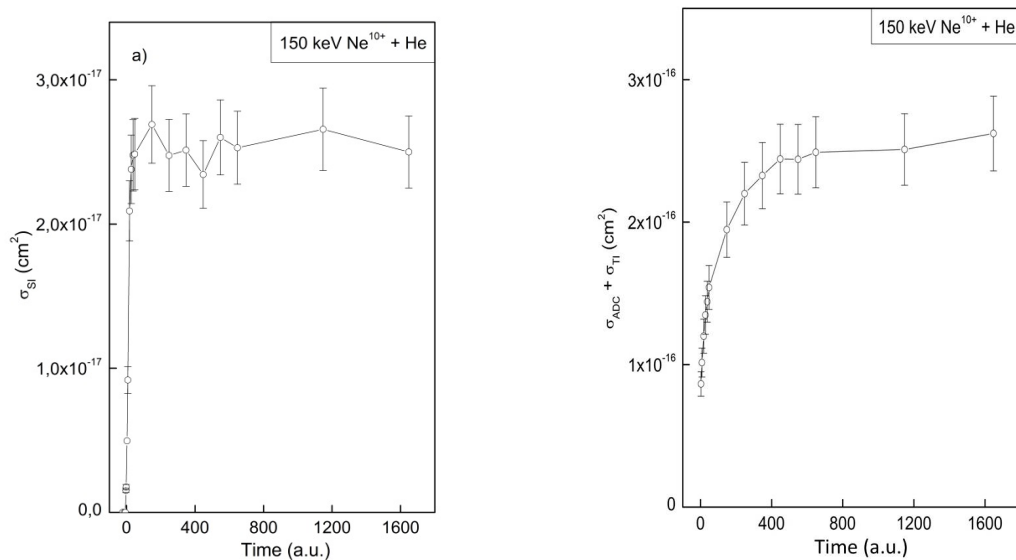 a)
150 keV Ne¹⁰⁺ + He
3,0x10⁻¹⁷
2,0x10⁻¹⁷
1,0x10⁻¹⁷
0,0
σ_SI (cm²)
0 400 800 1200 1600
Time (a.u.)
150 keV Ne¹⁰⁺ + He
3x10⁻¹⁶
2x10⁻¹⁶
1x10⁻¹⁶
0
σ_ADC + σ_TI (cm²)
0 400 800 1200 1600
Time (a.u.)